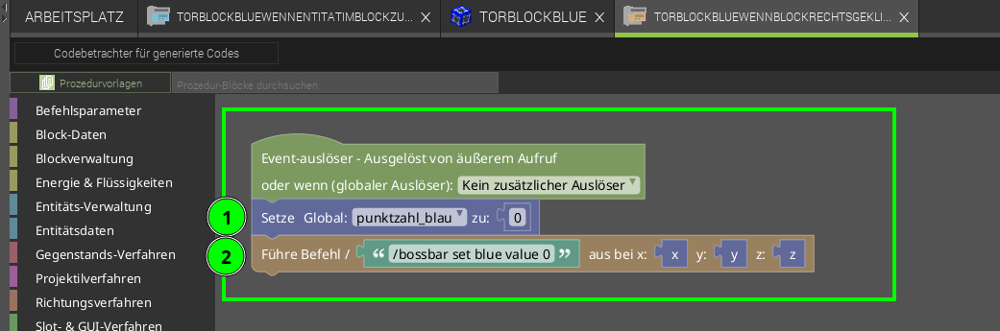 ARBEITSPLATZ
TORBLOCKBLUEWENNENTITATIMBLOCKZU...
TORBLOCKBLUE
TORBLOCKBLUEWENNBLOCKRECHTSGEKLI...
Codebetrachter für generierte Codes
Prozedurvorlagen
Prozedur-Blöcke durchsuchen
Befehlsparameter
Block-Daten
Blockverwaltung
Energie & Flüssigkeiten
Entitäts-Verwaltung
Entitätsdaten
Gegenstands-Verfahren
Projektilverfahren
Richtungsverfahren
Slot- & GUI-Verfahren
Event-auslöser - Ausgelöst von äußerem Aufruf
oder wenn (globaler Auslöser): Kein zusätzlicher Auslöser
1 Setze Global: punktzahl_blau zu: 0
2 Führe Befehl / “ /bossbar set blue value 0 ” aus bei x: x y: y z: z